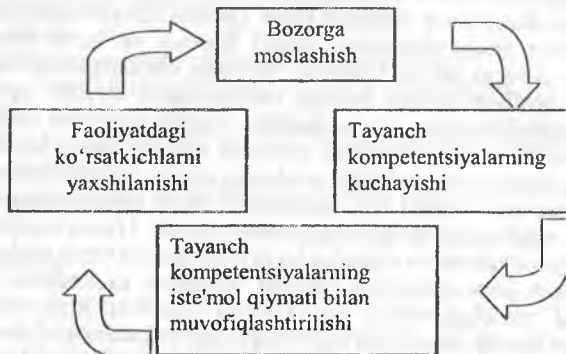 Bozorga
moslashish
Tayanch
kompetentsiyalarning
kuchayishi
Tayanch
kompetentsiyalarning
iste'mol qiymati bilan
muvofiqlashtirilishi
Faoliyatdagi
ko‘rsatkichlarni
yaxshilanishi